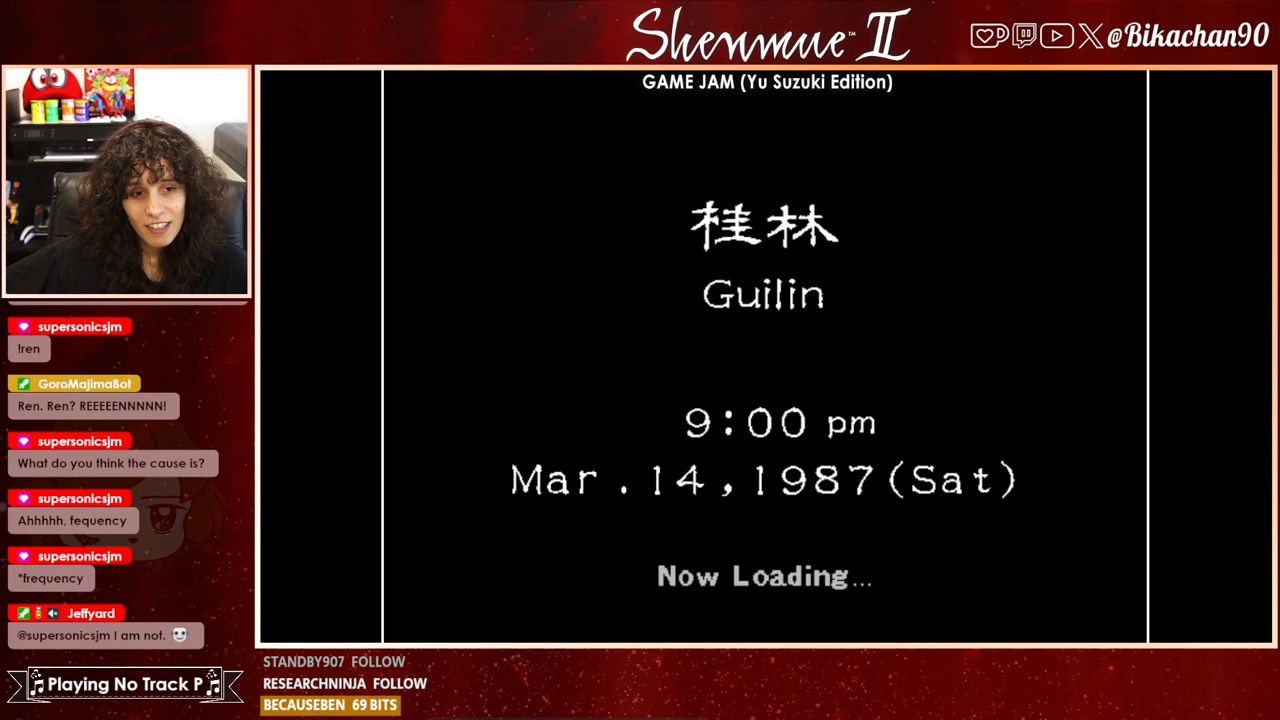 Shenmue™ II
@Bikachan90
GAME JAM (Yu Suzuki Edition)
桂林
Guilin
9:00 pm
Mar.14,1987(Sat)
Now Loading...
supersonicsjm
!ren
GoroMajimaBot
Ren. Ren? REEEEENNNNN!
supersonicsjm
What do you think the cause is?
supersonicsjm
Ahhhhh, fequency
supersonicsjm
*frequency
Jeffyard
@supersonicsjm I am not.
Playing No Track P
STANDBY907 FOLLOW
RESEARCHNINJA FOLLOW
BECAUSEBEN 69 BITS